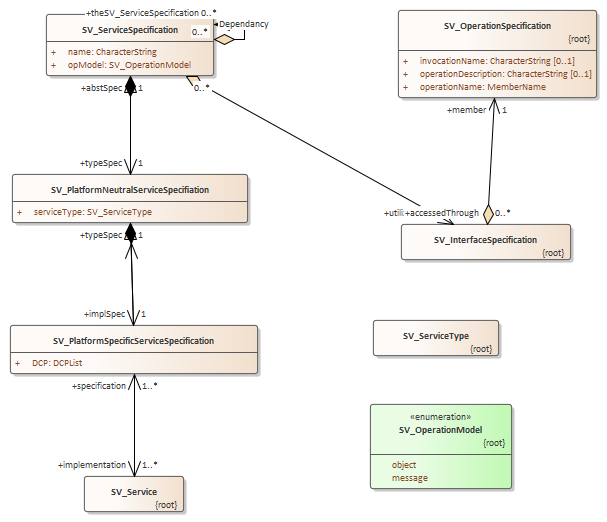 +theSV_ServiceSpecification 0..*
SV_ServiceSpecification
0..*
Dependancy
+ name: CharacterString
+ opModel: SV_OperationModel
+abstSpec 1
0..*
SV_OperationSpecification
{root}
+ invocationName: CharacterString [0..1]
+ operationDescription: CharacterString [0..1]
+ operationName: MemberName
+member 1
+typeSpec 1
SV_PlatformNeutralServiceSpecifiation
+ serviceType: SV_ServiceType
+utili +accessedThrough 0..*
SV_InterfaceSpecification
{root}
+typeSpec 1
+implSpec 1
SV_PlatformSpecificServiceSpecification
+ DCP: DCPList
SV_ServiceType
{root}
+specification 1..*
«enumeration»
SV_OperationModel
{root}
object
message
+implementation 1..*
SV_Service
{root}